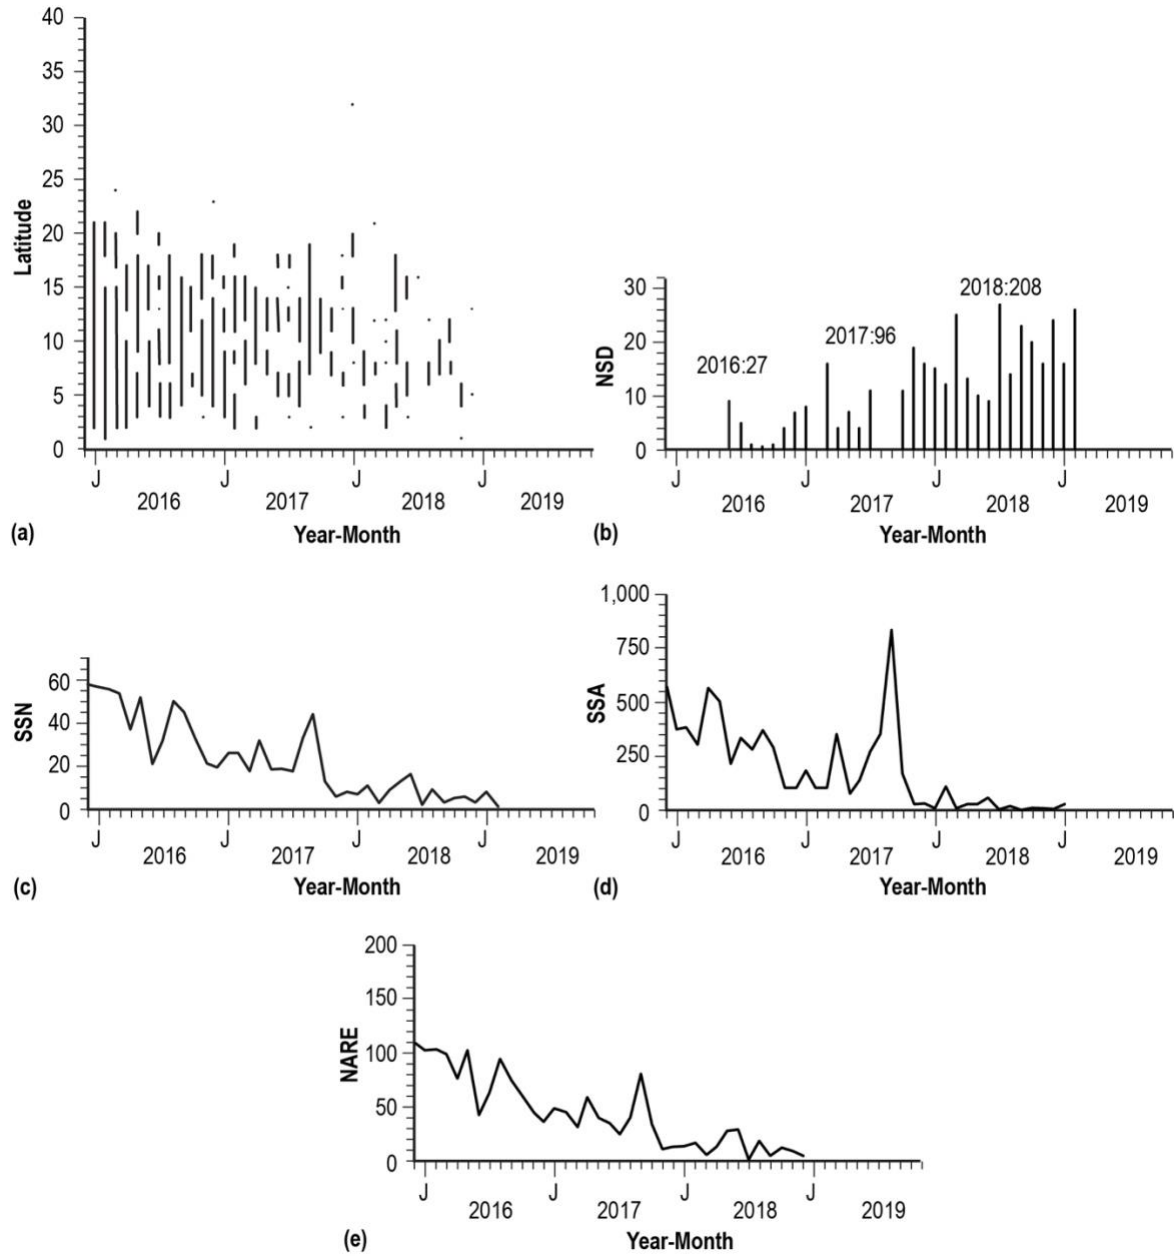 40
35
30
25
20
15
10
5
0
Latitude
J J J J
2016 2017 2018 2019
Year-Month
(a)
30
20
10
0
NSD
2016:27
2017:96
2018:208
J J J J
2016 2017 2018 2019
Year-Month
(b)
60
40
20
0
SSN
J J J J
2016 2017 2018 2019
Year-Month
(c)
1,000
750
500
250
0
SSA
J J J J
2016 2017 2018 2019
Year-Month
(d)
200
150
100
50
0
NARE
J J J J
2016 2017 2018 2019
Year-Month
(e)